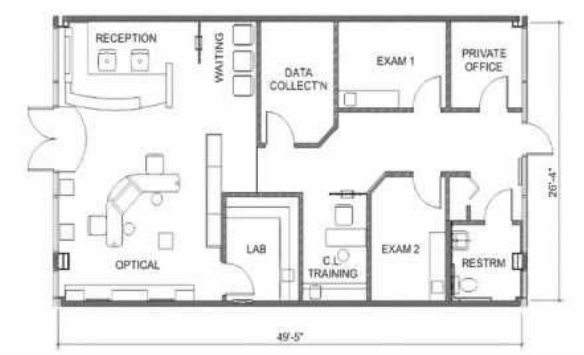 RECEPTION
WAITING
DATA
COLLECT'N
EXAM 1
PRIVATE
OFFICE
26'-4"
OPTICAL
LAB
C.L.
TRAINING
EXAM 2
RESTRM
49'-5"